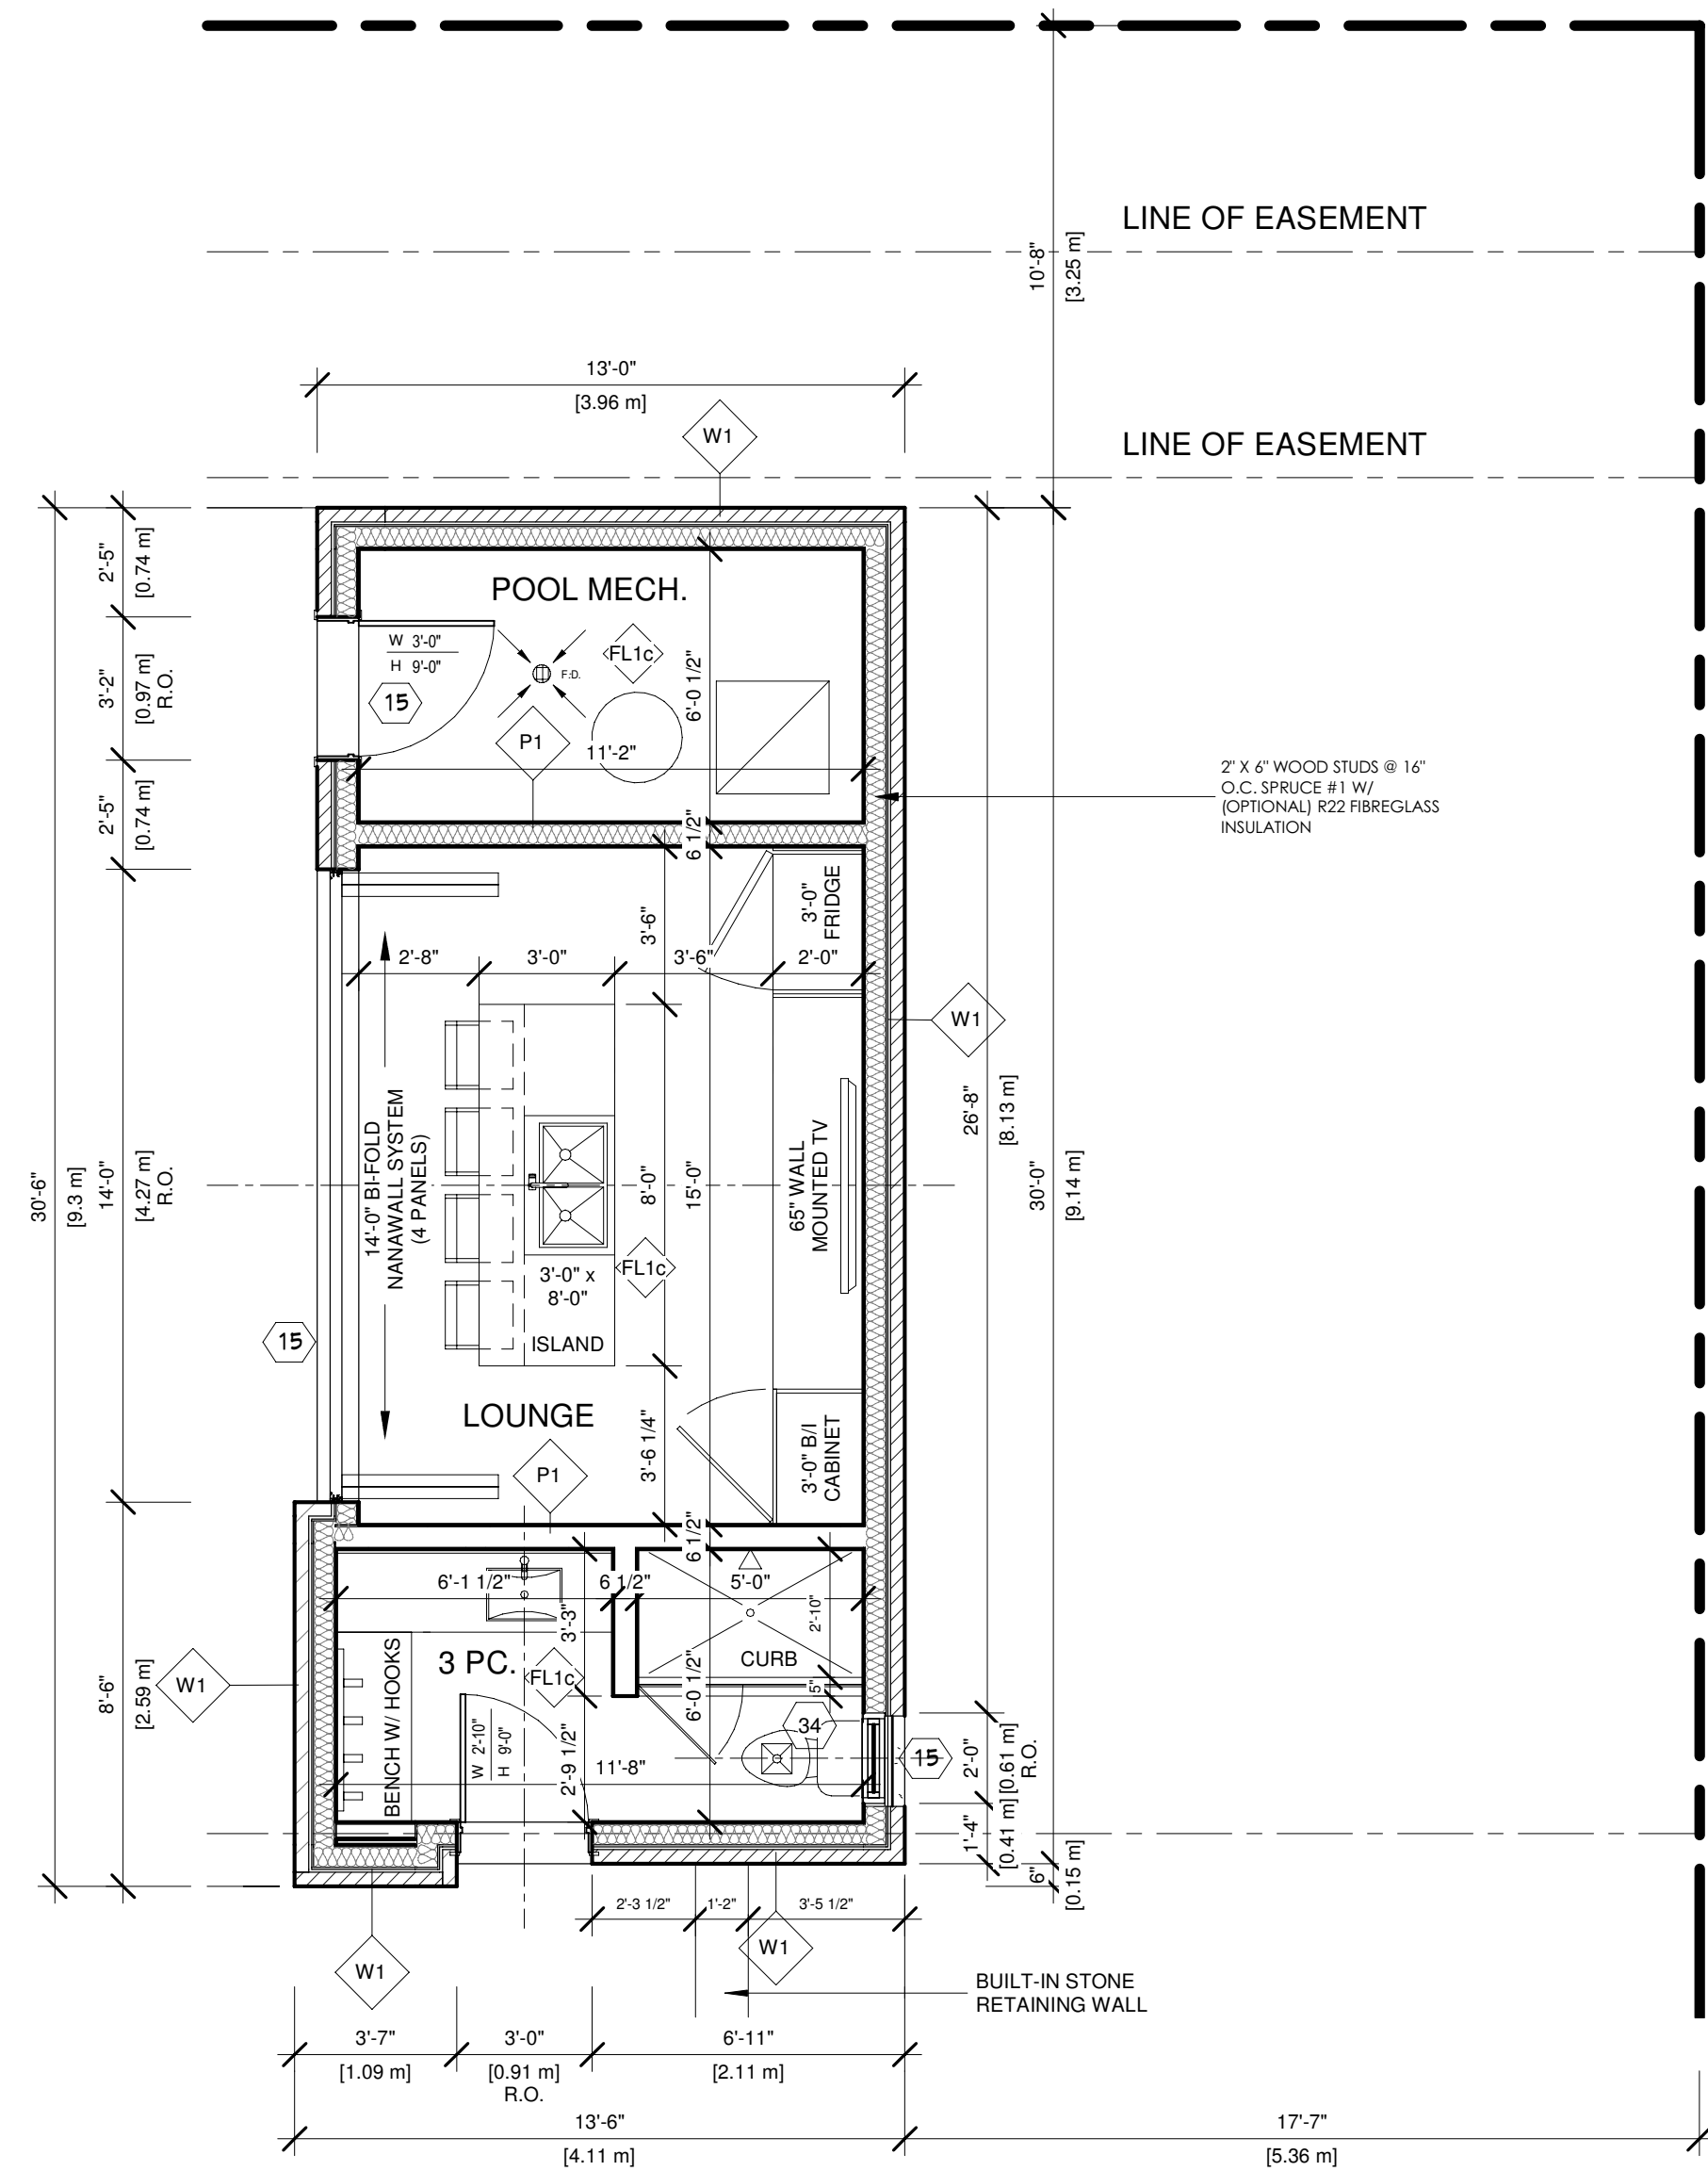 LINE OF EASEMENT
10'-8"
[3.25 m]
13'-0"
[3.96 m]
W1
LINE OF EASEMENT
2'-5"
[0.74 m]
3'-2"
[0.97 m]
R.O.
2'-5"
[0.74 m]
POOL MECH.
W 3'-0"
H 9'-0"
15
F.D.
FL1c
6'-0 1/2"
P1
11'-2"
2" X 6" WOOD STUDS @ 16"
O.C. SPRUCE #1 W/
(OPTIONAL) R22 FIBREGLASS
INSULATION
6 1/2"
3'-0"
FRIDGE
3'-6"
2'-8"
3'-0"
3'-6"
2'-0"
W1
26'-8"
[8.13 m]
30'-6"
[9.3 m]
14'-0"
[4.27 m]
R.O.
14'-0" BI-FOLD
NANAWALL SYSTEM
(4 PANELS)
8'-0"
15'-0"
65" WALL
MOUNTED TV
30'-0"
[9.14 m]
FL1c
3'-0" x
8'-0"
ISLAND
15
LOUNGE
3'-6 1/4"
3'-0" B/I
CABINET
P1
6 1/2"
6'-1 1/2"
6 1/2"
5'-0"
3'-3"
2'-10"
W1
8'-6"
[2.59 m]
BENCH W/ HOOKS
3 PC.
FL1c
CURB
6'-0 1/2"
5"
34
W 2'-10"
H 9'-0"
2'-9 1/2"
11'-8"
15
2'-0"
[0.61 m]
R.O.
1'-4"
[0.41 m]
6"
[0.15 m]
2'-3 1/2"
1'-2"
3'-5 1/2"
W1
W1
BUILT-IN STONE
RETAINING WALL
3'-7"
[1.09 m]
3'-0"
[0.91 m]
R.O.
6'-11"
[2.11 m]
13'-6"
[4.11 m]
17'-7"
[5.36 m]